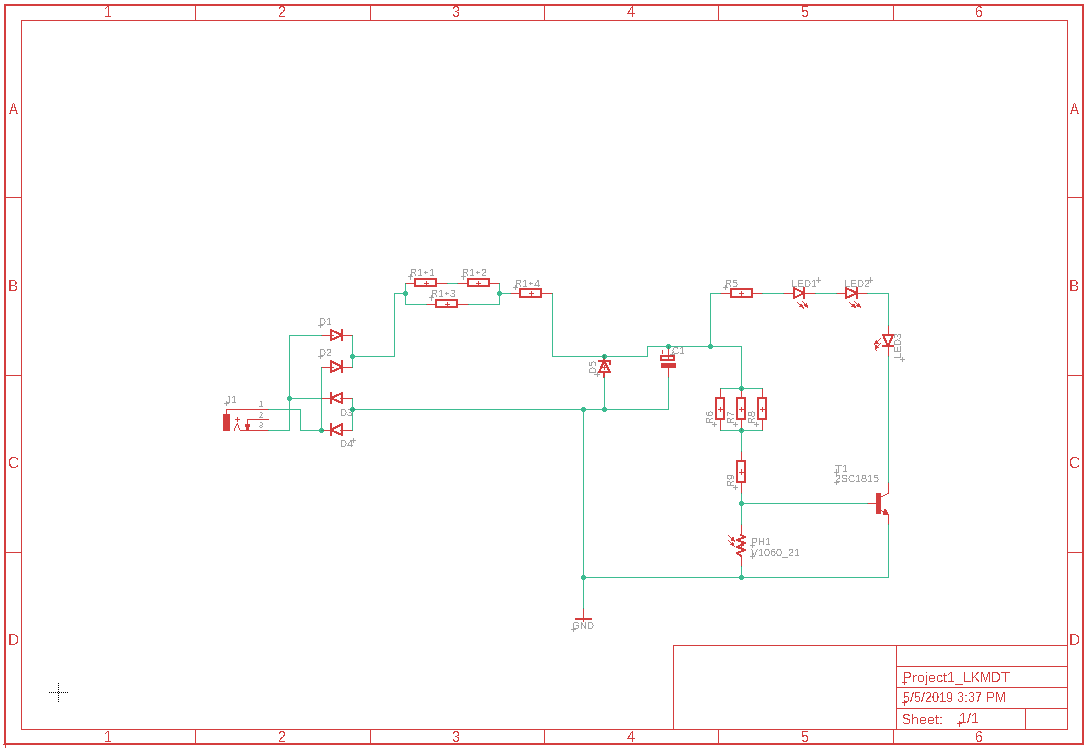 1 2 3 4 5 6
A A
B B
R1+1 R1+2
R1+3
R1+4
R5 LED1 LED2
LED3
D1
D2
D3
D4
J1
1
2
3
D5
C1
R6 R7 R8
R9
T1
2SC1815
C C
PH1
V1060_21
GND
D D
Project1_LKMDT
5/5/2019 3:37 PM
Sheet: 1/1
1 2 3 4 5 6